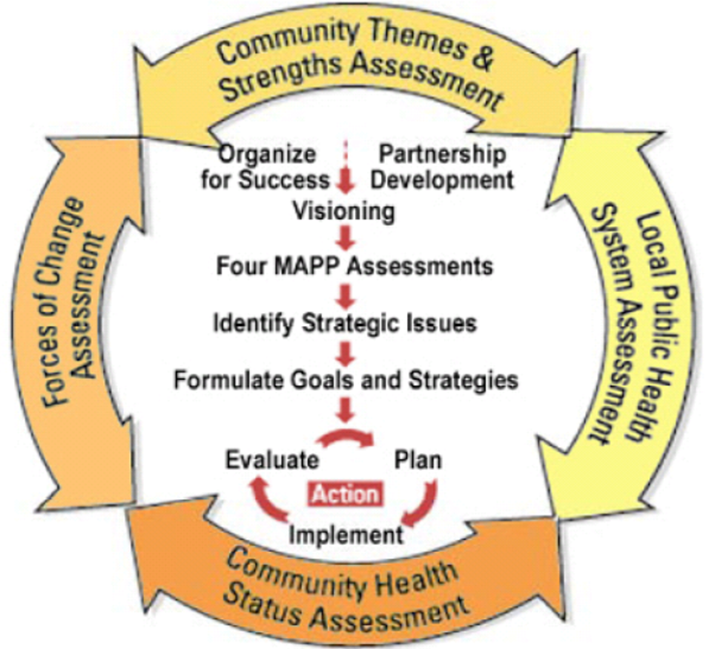 Community Themes &
Strengths Assessment
Organize
for Success
Partnership
Development
Visioning
Four MAPP Assessments
Identify Strategic Issues
Formulate Goals and Strategies
Evaluate
Plan
Action
Implement
Forces of Change
Assessment
Local Public Health
System Assessment
Community Health
Status Assessment